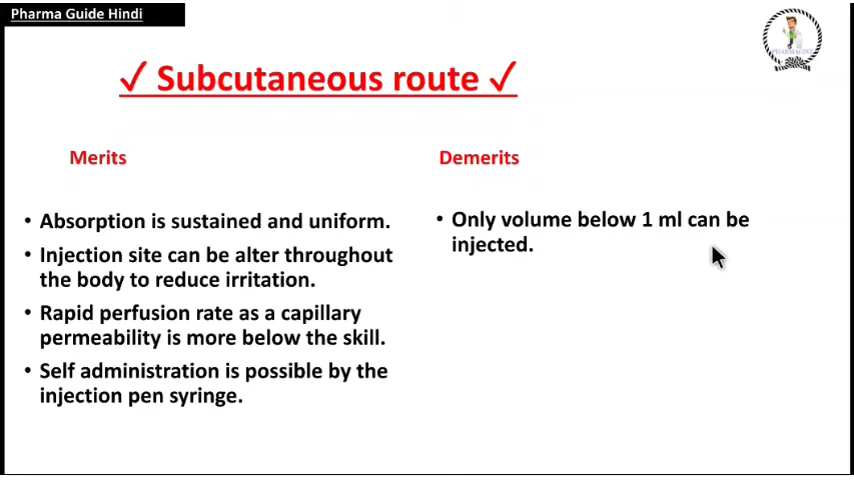 Pharma Guide Hindi
✓ Subcutaneous route ✓
Merits
• Absorption is sustained and uniform.
• Injection site can be alter throughout
the body to reduce irritation.
• Rapid perfusion rate as a capillary
permeability is more below the skill.
• Self administration is possible by the
injection pen syringe.
Demerits
• Only volume below 1 ml can be
injected.
PHARMACIST